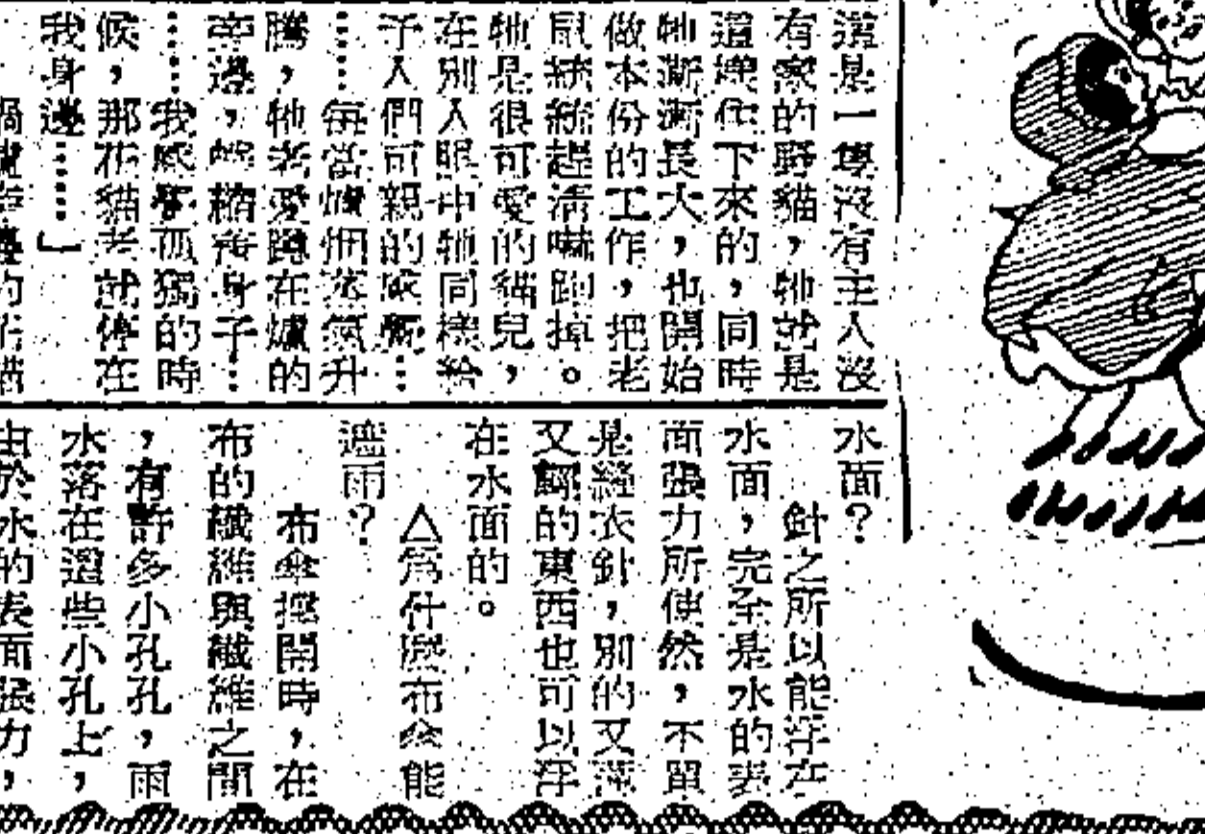 這是一隻沒有主人沒
有家的野貓，牠就是
這樣在下來的，同時
牠漸漸長大，也開始
做本份的工作，把老
鼠統統趕清嚇跑掉。
牠是很可愛的貓兒，
在別人眼中牠同樣給
予人們可親的感觸…
…每當爐烟蒸氣升
騰，牠老愛蹲在爐的
旁邊，蜷縮着身子…
…我感到孤獨的時
候，那花貓老就停在
我身邊……」
水面？
針之所以能浮在
水面，完全是水的表
面張力所使然，不單
是縫衣針，別的又薄
又輕的東西也可以浮
在水面的。
△爲什麼布傘能
遮雨？
布傘撐開時，在
布的纖維與纖維之間
，有許多小孔孔，雨
水落在這些小孔上，
由於水的表面張力，